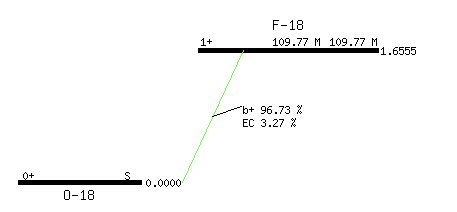 F-18
1+ 109.77 M 109.77 M
1.6555
b+ 96.73 %
EC 3.27 %
0+ S
0.0000
O-18